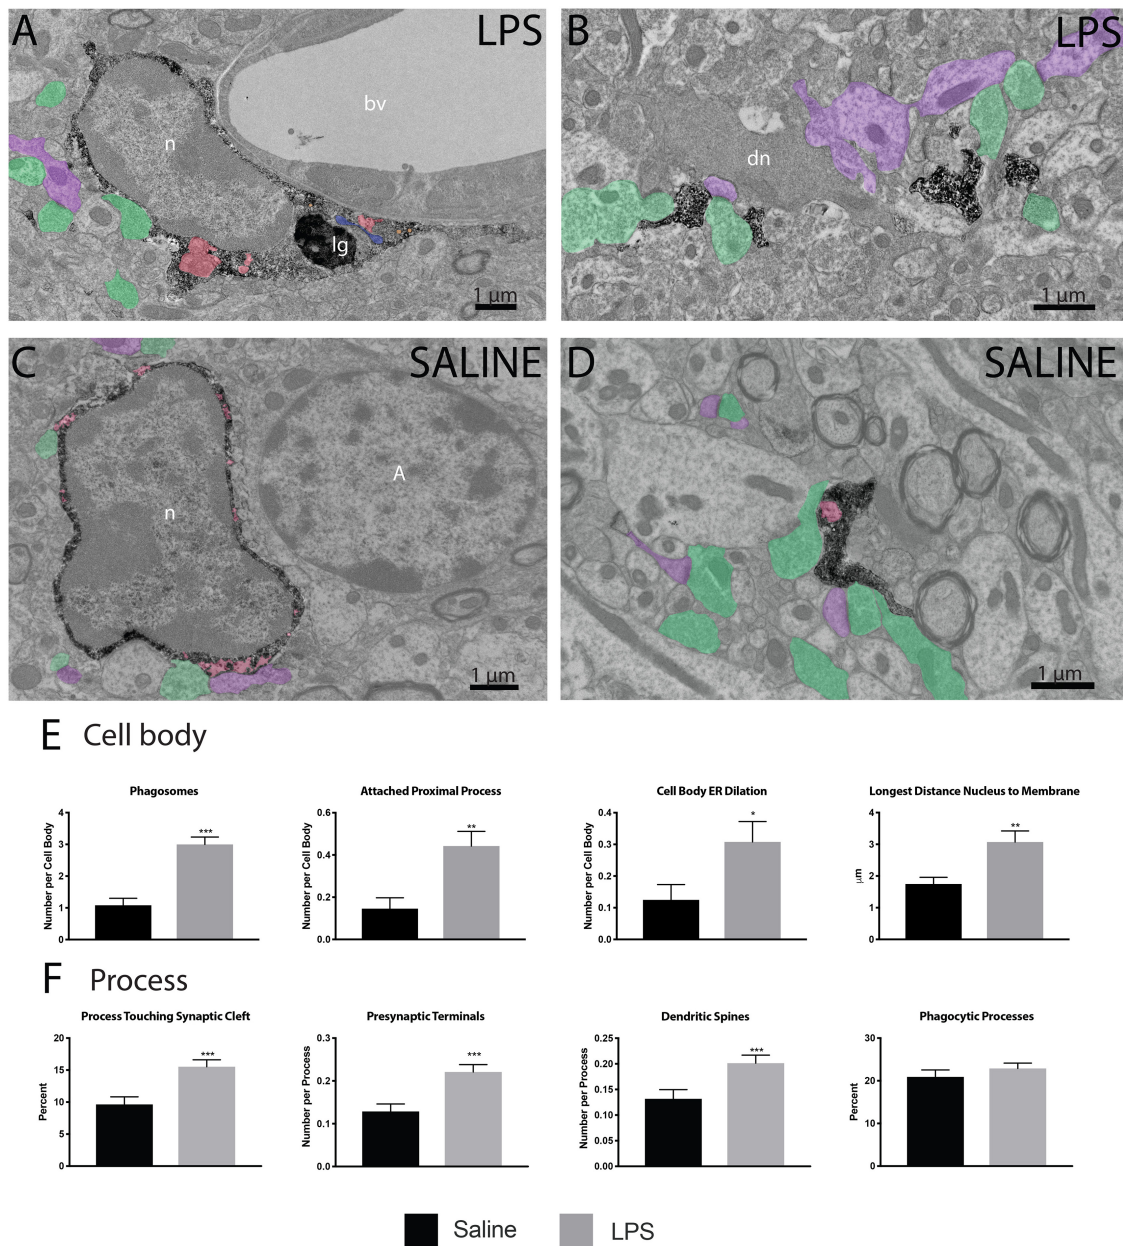 A LPS
bv
n
lg
1 µm
B LPS
dn
1 µm
C SALINE
A
n
1 µm
D SALINE
1 µm
E Cell body
Phagosomes
Number per Cell Body
4
3
2
1
0
***
Attached Proximal Process
Number per Cell Body
0.6
0.4
0.2
0.0
**
Cell Body ER Dilation
Number per Cell Body
0.4
0.3
0.2
0.1
0.0
*
Longest Distance Nucleus to Membrane
µm
4
3
2
1
0
**
F Process
Process Touching Synaptic Cleft
Percent
20
15
10
5
0
***
Presynaptic Terminals
Number per Process
0.3
0.2
0.1
0.0
***
Dendritic Spines
Number per Process
0.25
0.20
0.15
0.10
0.05
0.00
***
Phagocytic Processes
Percent
30
20
10
0
Saline LPS